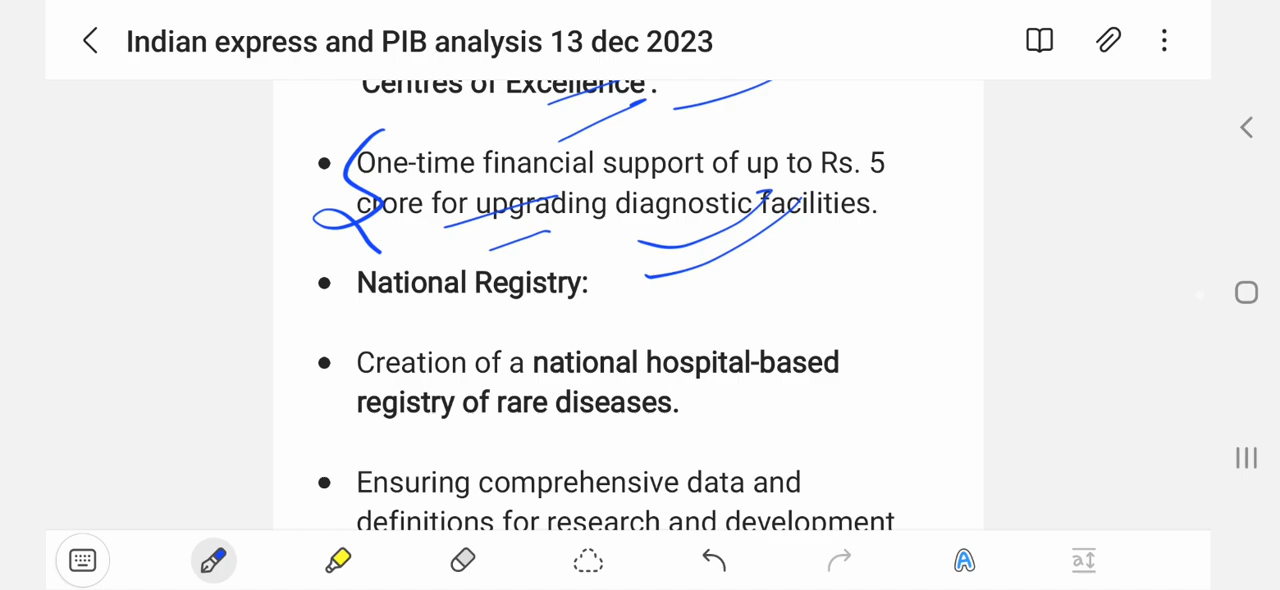 Indian express and PIB analysis 13 dec 2023
Centres of Excellence :
• One-time financial support of up to Rs. 5
crore for upgrading diagnostic facilities.
• National Registry:
• Creation of a national hospital-based
registry of rare diseases.
• Ensuring comprehensive data and
definitions for research and development